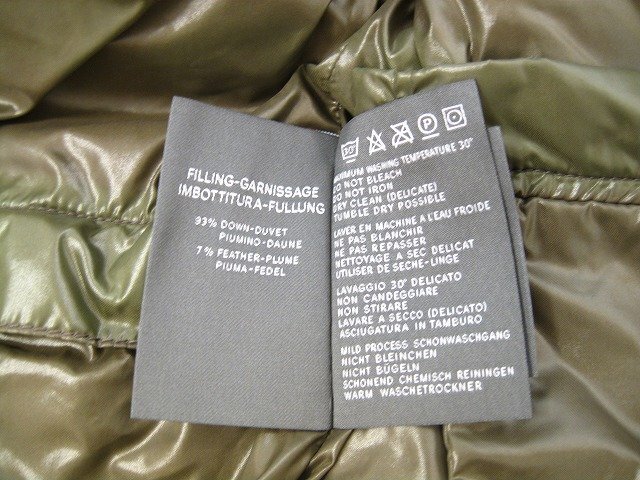 FILLING-GARNISSAGE
IMBOTTITURA-FULLUNG
93% DOWN-DUVET
PIUMINO-DAUNE
7% FEATHER-PLUME
PIUMA-FEDEL
30°
P
MAXIMUM WASHING TEMPERATURE 30°
DO NOT BLEACH
DO NOT IRON
DRY CLEAN (DELICATE)
TUMBLE DRY POSSIBLE
LAVER EN MACHINE A L'EAU FROIDE
NE PAS BLANCHIR
NE PAS REPASSER
NETTOYAGE A SEC DELICAT
UTILISER DE SECHE-LINGE
LAVAGGIO 30° DELICATO
NON CANDEGGIARE
NON STIRARE
LAVARE A SECCO (DELICATO)
ASCIUGATURA IN TAMBURO
MILD PROCESS SCHONWASCHGANG
NICHT BLEINCHEN
NICHT BÜGELN
SCHONEND CHEMISCH REININGEN
WARM WASCHETROCKNER